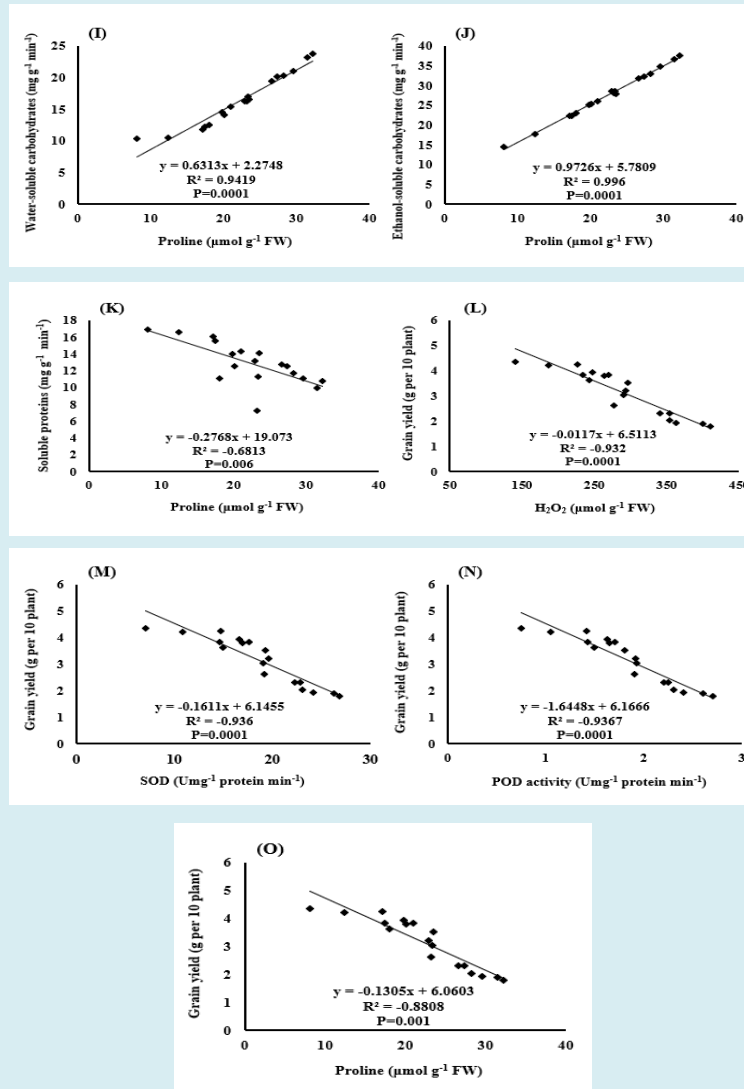 (I)
Water-soluble carbohydrates (mg g⁻¹ min⁻¹)
25
20
15
10
5
0
y = 0.6313x + 2.2748
R² = 0.9419
P=0.0001
0 10 20 30 40
Proline (µmol g⁻¹ FW)
(J)
Ethanol-soluble carbohydrates (mg g⁻¹ min⁻¹)
40
35
30
25
20
15
10
5
0
y = 0.9726x + 5.7809
R² = 0.996
P=0.0001
0 10 20 30 40
Prolin (µmol g⁻¹ FW)
(K)
Soluble proteins (mg g⁻¹ min⁻¹)
18
16
14
12
10
8
6
4
2
0
y = -0.2768x + 19.073
R² = -0.6813
P=0.006
0 10 20 30 40
Proline (µmol g⁻¹ FW)
(L)
Grain yield (g per 10 plant)
6
5
4
3
2
1
0
y = -0.0117x + 6.5113
R² = -0.932
P=0.0001
50 150 250 350 450
H₂O₂ (µmol g⁻¹ FW)
(M)
Grain yield (g per 10 plant)
6
5
4
3
2
1
0
y = -0.1611x + 6.1455
R² = -0.936
P=0.0001
0 10 20 30
SOD (Umg⁻¹ protein min⁻¹)
(N)
Grain yield (g per 10 plant)
6
5
4
3
2
1
0
y = -1.6448x + 6.1666
R² = -0.9367
P=0.0001
0 1 2 3
POD activity (Umg⁻¹ protein min⁻¹)
(O)
Grain yield (g per 10 plant)
6
5
4
3
2
1
0
y = -0.1305x + 6.0603
R² = -0.8808
P=0.001
0 10 20 30 40
Proline (µmol g⁻¹ FW)